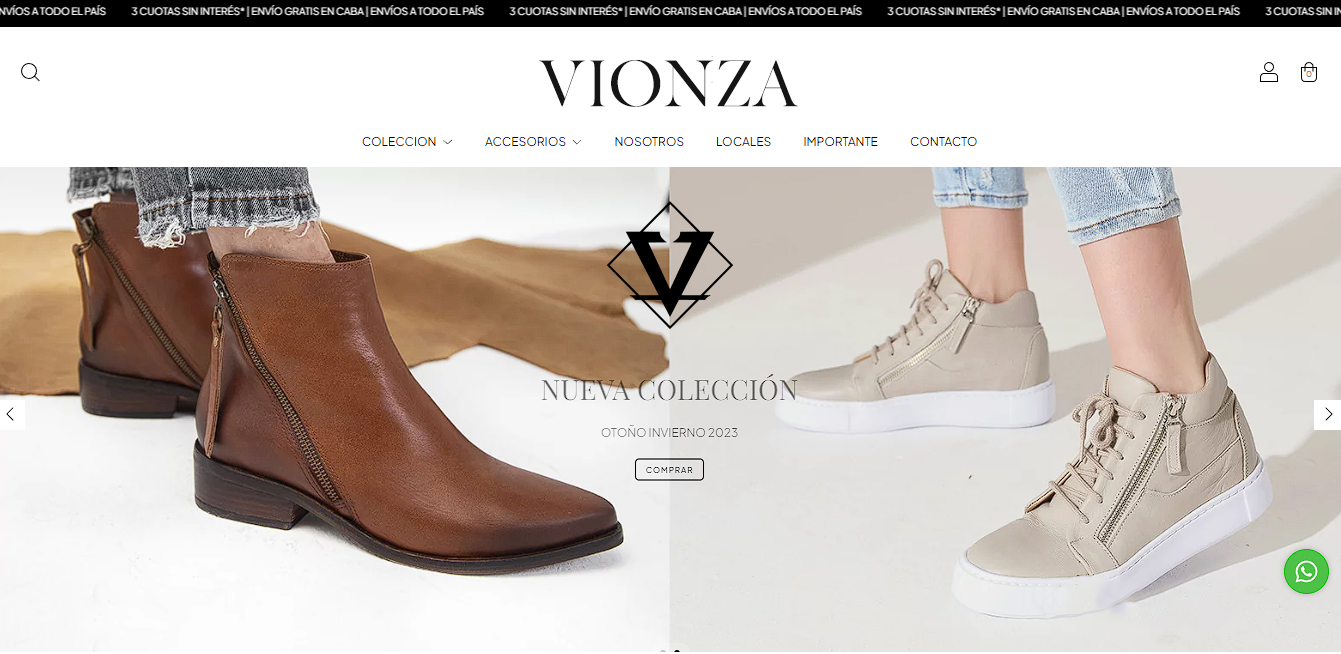 NVÍOS A TODO EL PAÍS 3 CUOTAS SIN INTERÉS* | ENVÍO GRATIS EN CABA | ENVÍOS A TODO EL PAÍS 3 CUOTAS SIN INTERÉS* | ENVÍO GRATIS EN CABA | ENVÍOS A TODO EL PAÍS 3 CUOTAS SIN INTERÉS* | ENVÍO GRATIS EN CABA | ENVÍOS A TODO EL PAÍS 3 CUOTAS SIN IN
VIONZA
0
COLECCION ACCESORIOS NOSOTROS LOCALES IMPORTANTE CONTACTO
V
NUEVA COLECCIÓN
OTOÑO INVIERNO 2023
COMPRAR